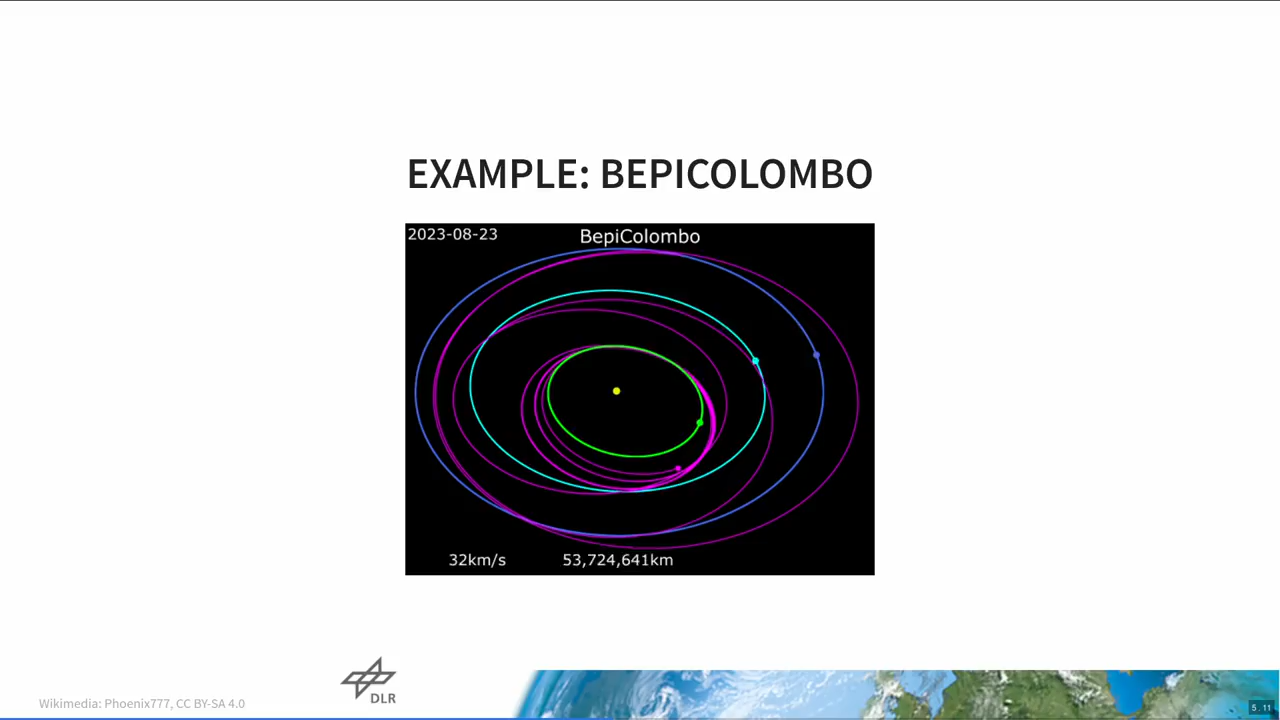 EXAMPLE: BEPICOLOMBO
2023-08-23
BepiColombo
32km/s
53,724,641km
DLR
Wikimedia: Phoenix777, CC BY-SA 4.0
5 . 11